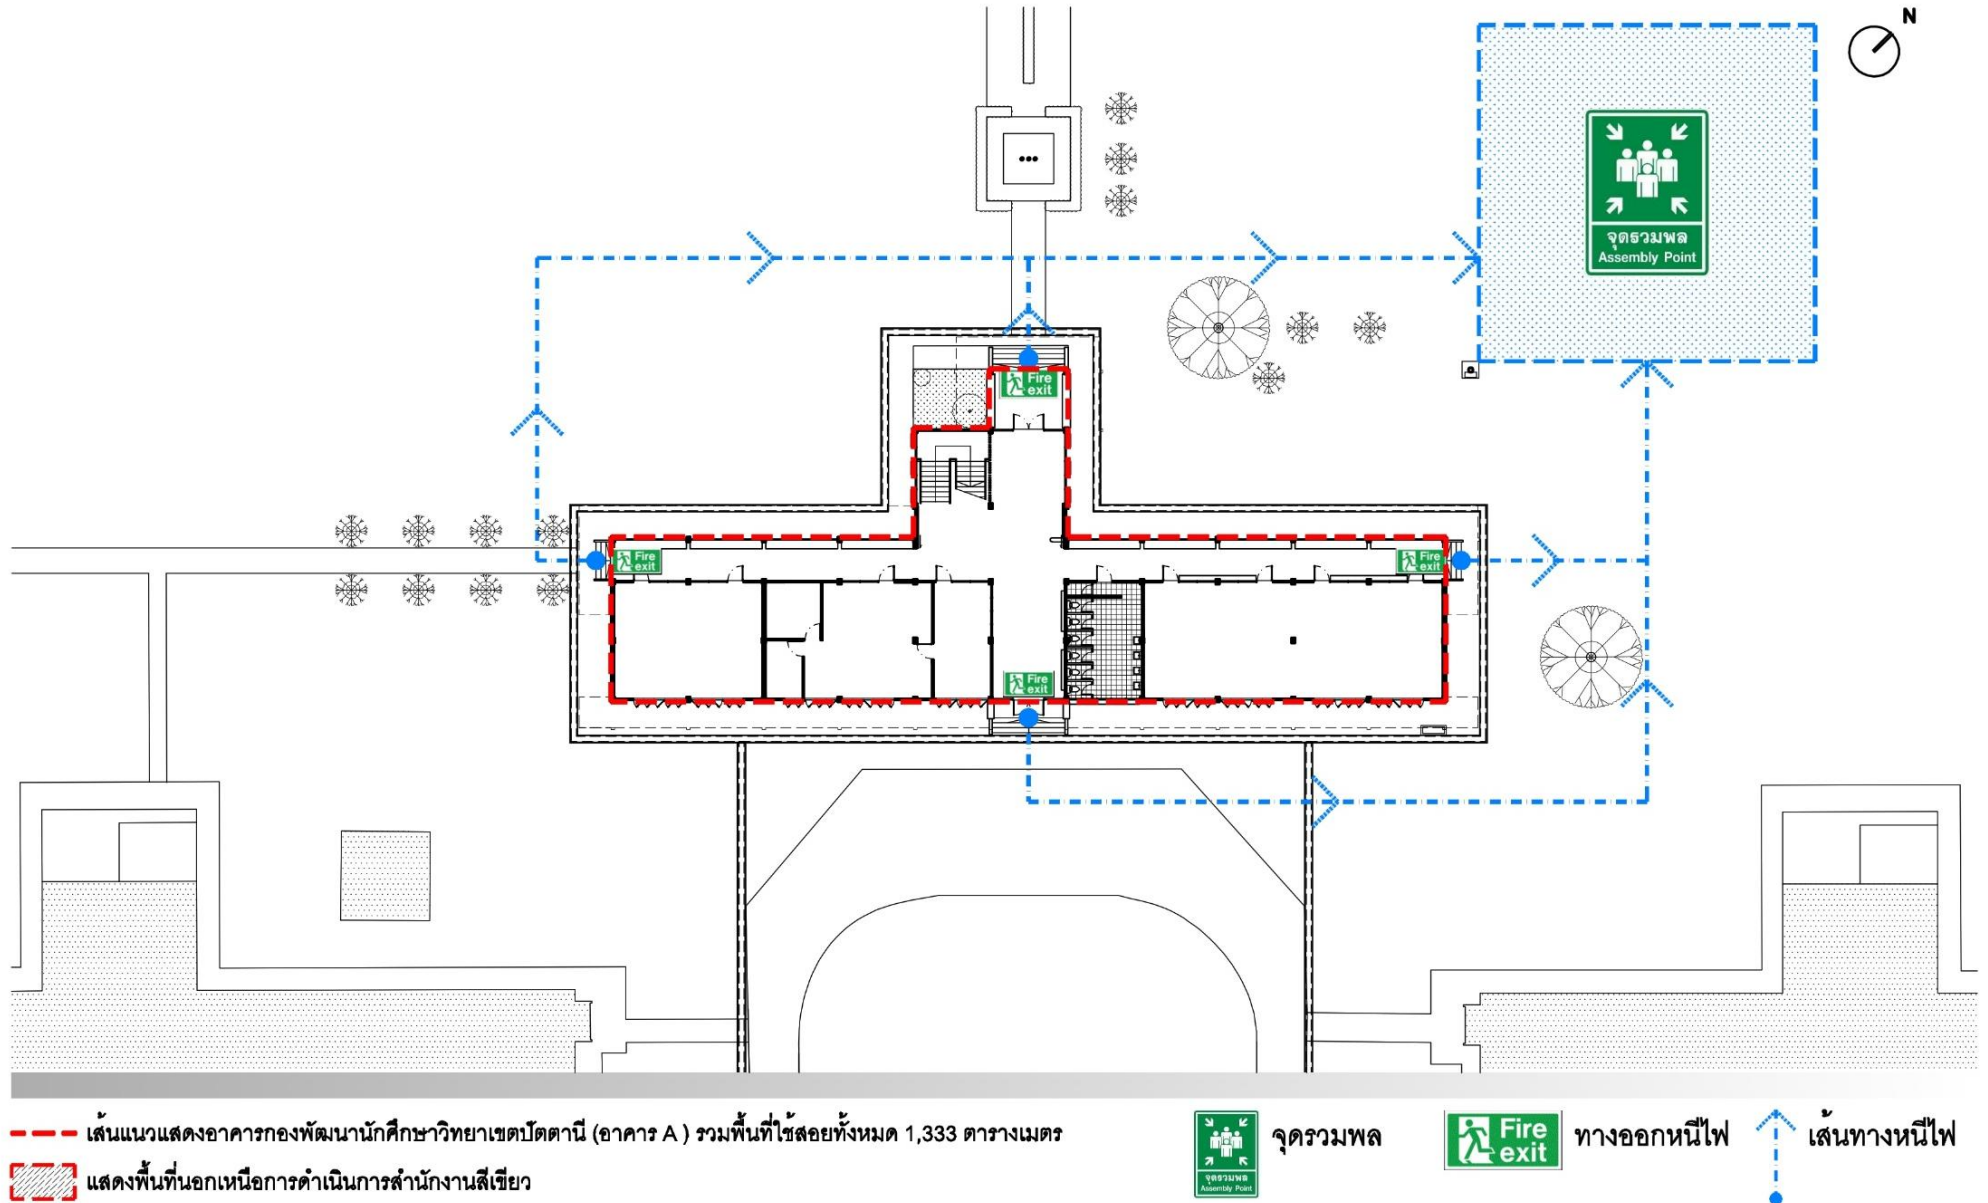 N
จุดรวมพล
Assembly Point
Fire
exit
Fire
exit
Fire
exit
Fire
exit
เส้นแนวแสดงอาคารกองพัฒนานักศึกษาวิทยาเขตปัตตานี (อาคาร A ) รวมพื้นที่ใช้สอยทั้งหมด 1,333 ตารางเมตร
แสดงพื้นที่นอกเหนือการดำเนินการสำนักงานสีเขียว
จุดรวมพล
Assembly Point
จุดรวมพล
Fire
exit
ทางออกหนีไฟ
เส้นทางหนีไฟ